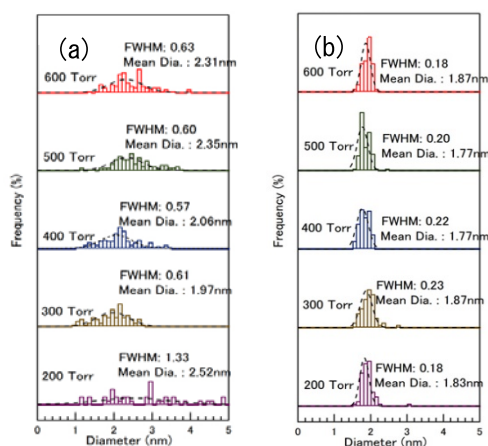 (a)
FWHM: 0.63
Mean Dia. : 2.31nm
600 Torr
FWHM: 0.60
Mean Dia. : 2.35nm
500 Torr
FWHM: 0.57
Mean Dia. : 2.06nm
400 Torr
FWHM: 0.61
Mean Dia. : 1.97nm
300 Torr
FWHM: 1.33
Mean Dia. : 2.52nm
200 Torr
Frequency (%)
0 1 2 3 4 5
Diameter (nm)
(b)
FWHM: 0.18
Mean Dia. : 1.87nm
600 Torr
FWHM: 0.20
Mean Dia. : 1.77nm
500 Torr
FWHM: 0.22
Mean Dia. : 1.77nm
400 Torr
FWHM: 0.23
Mean Dia. : 1.87nm
300 Torr
FWHM: 0.18
Mean Dia. : 1.83nm
200 Torr
Frequency (%)
0 1 2 3 4 5
Diameter (nm)